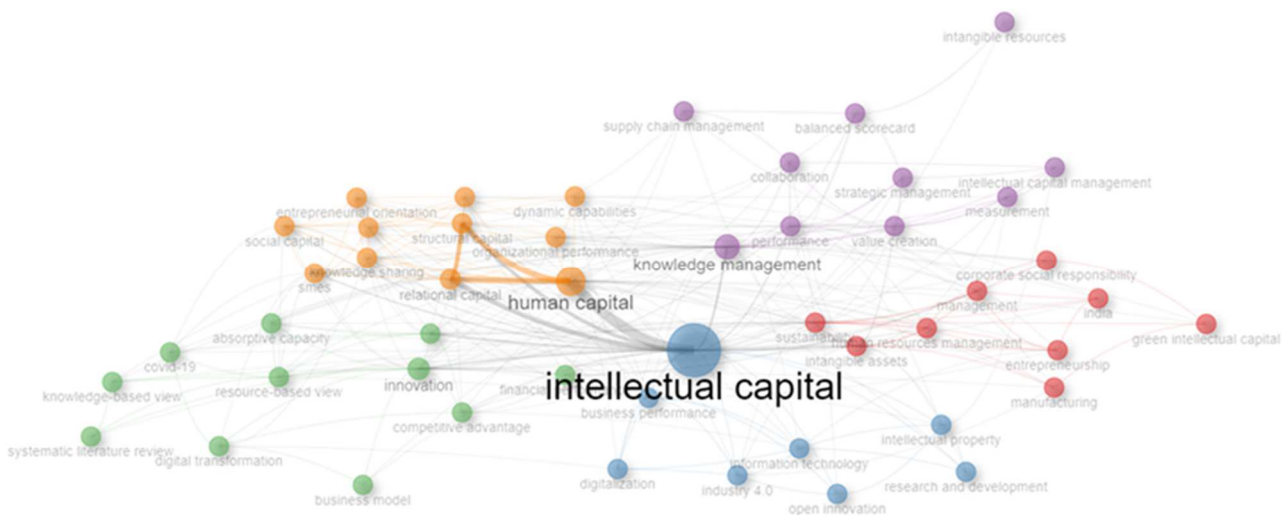 intangible resources
supply chain management
balanced scorecard
collaboration
strategic management
intellectual capital management
measurement
entrepreneurial orientation
dynamic capabilities
social capital
structural capital
organizational performance
performance
value creation
knowledge management
knowledge sharing
smes
relational capital
human capital
corporate social responsibility
management
india
absorptive capacity
sustainability
human resources management
green intellectual capital
covid-19
intangible assets
entrepreneurship
knowledge-based view
resource-based view
innovation
financial
intellectual capital
manufacturing
competitive advantage
business performance
systematic literature review
digital transformation
intellectual property
information technology
digitalization
industry 4.0
research and development
business model
open innovation